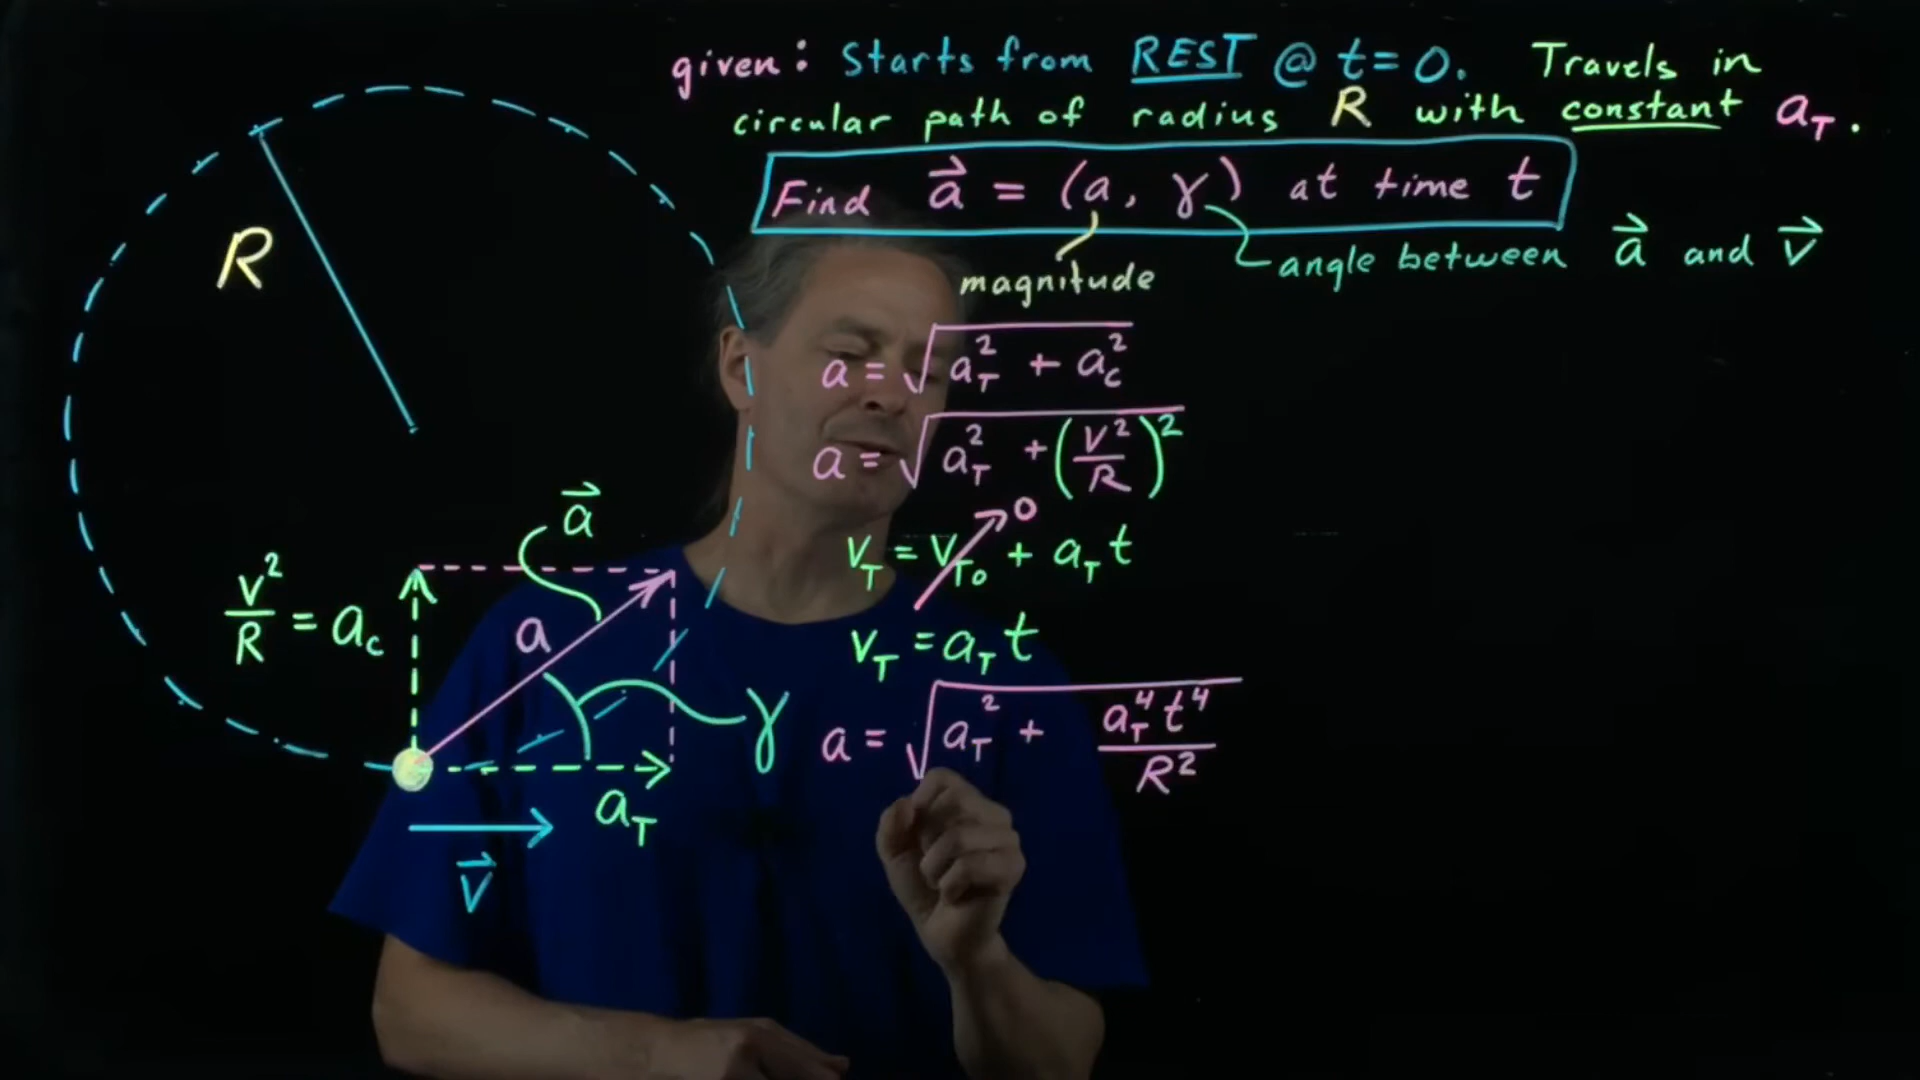 given: Starts from REST @ t=0. Travels in
circular path of radius R with constant a_T.
Find a⃗ = (a, γ) at time t
magnitude
angle between a⃗ and v⃗
R
a = √(a_T² + a_c²)
a = √(a_T² + (v²/R)²)
v_T = v_T₀ + a_T t
0
v_T = a_T t
a = √(a_T² + a_T⁴t⁴/R²)
a⃗
v²/R = a_c
a
γ
a_T
v⃗